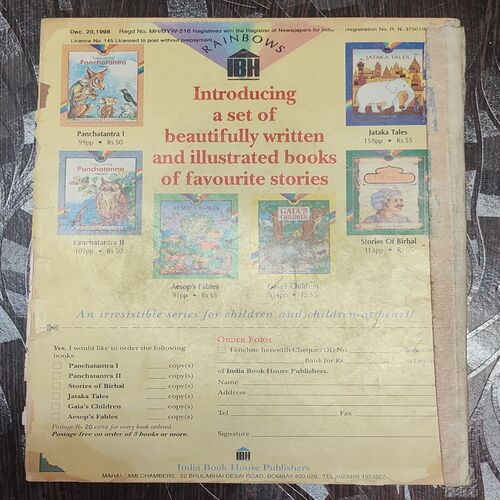 Dec. 20, 1998 Regd No. MH/BYW-216 Registered with the Registrar of Newspapers for India
Registration No: R. N. 37501/8
Licence No. 145 Licensed to post without prepayment
RAINBOWS
IBH
Introducing
a set of
beautifully written
and illustrated books
of favourite stories
Panchatantra
Panchatantra I
99pp • Rs 50
JATAKA TALES
Jataka Tales
158pp • Rs 55
Panchatantra
Panchatantra II
Rs 50
Stories Of Birbal
113pp • Rs 55
AESOP'S FABLES
Aesop's Fables
91pp • Rs 55
GAIA'S
CHILDREN
Gaia's Children
Rs 55
An irresistible series for children and children-at-heart!
Yes. I would like to order the following
books:
Panchatantra I copy(s)
Panchatantra II copy(s)
Stories of Birbal copy(s)
Jataka Tales copy(s)
Gaia's Children copy(s)
Aesop's Fables copy(s)
Postage Rs 20 extra for every book ordered.
Postage free on order of 3 books or more.
ORDER FORM
I enclose herewith Cheque/DD No.
Bank for Rs
of India Book House Publishers.
Name
Address
Tel Fax
Signature
IBH
India Book House Publishers
MAHALAXMI CHAMBERS, 22 BHULABHAI DESAI ROAD, BOMBAY 400 026. TEL